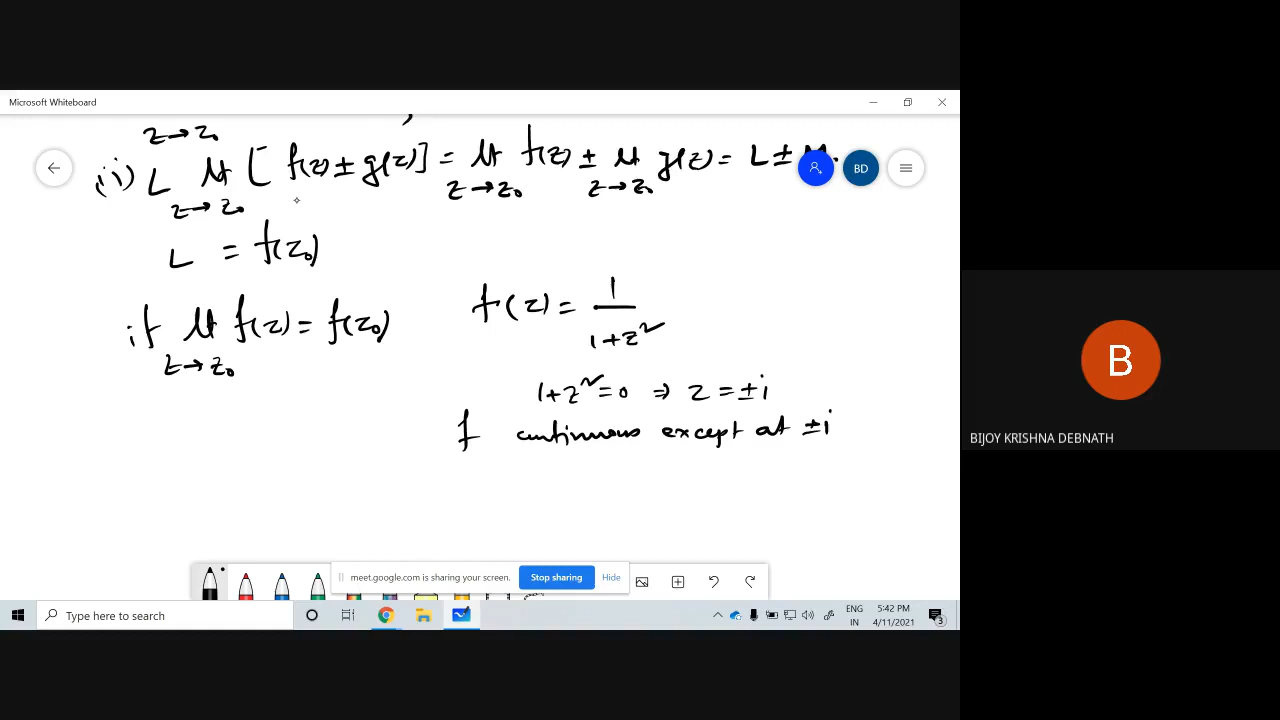 Microsoft Whiteboard
z→z₀
(ii) L lt [f(z) ± g(z)] = lt f(z) ± lt g(z) = L ± M.
z→z₀ z→z₀ z→z₀
BD
L = f(z₀)
if lt f(z) = f(z₀)
z→z₀
f(z) = 1/(1+z²)
1+z²=0 ⇒ z = ±i
f continuous except at ±i
B
BIJOY KRISHNA DEBNATH
meet.google.com is sharing your screen. Stop sharing Hide
Type here to search
ENG
IN
5:42 PM
4/11/2021
3